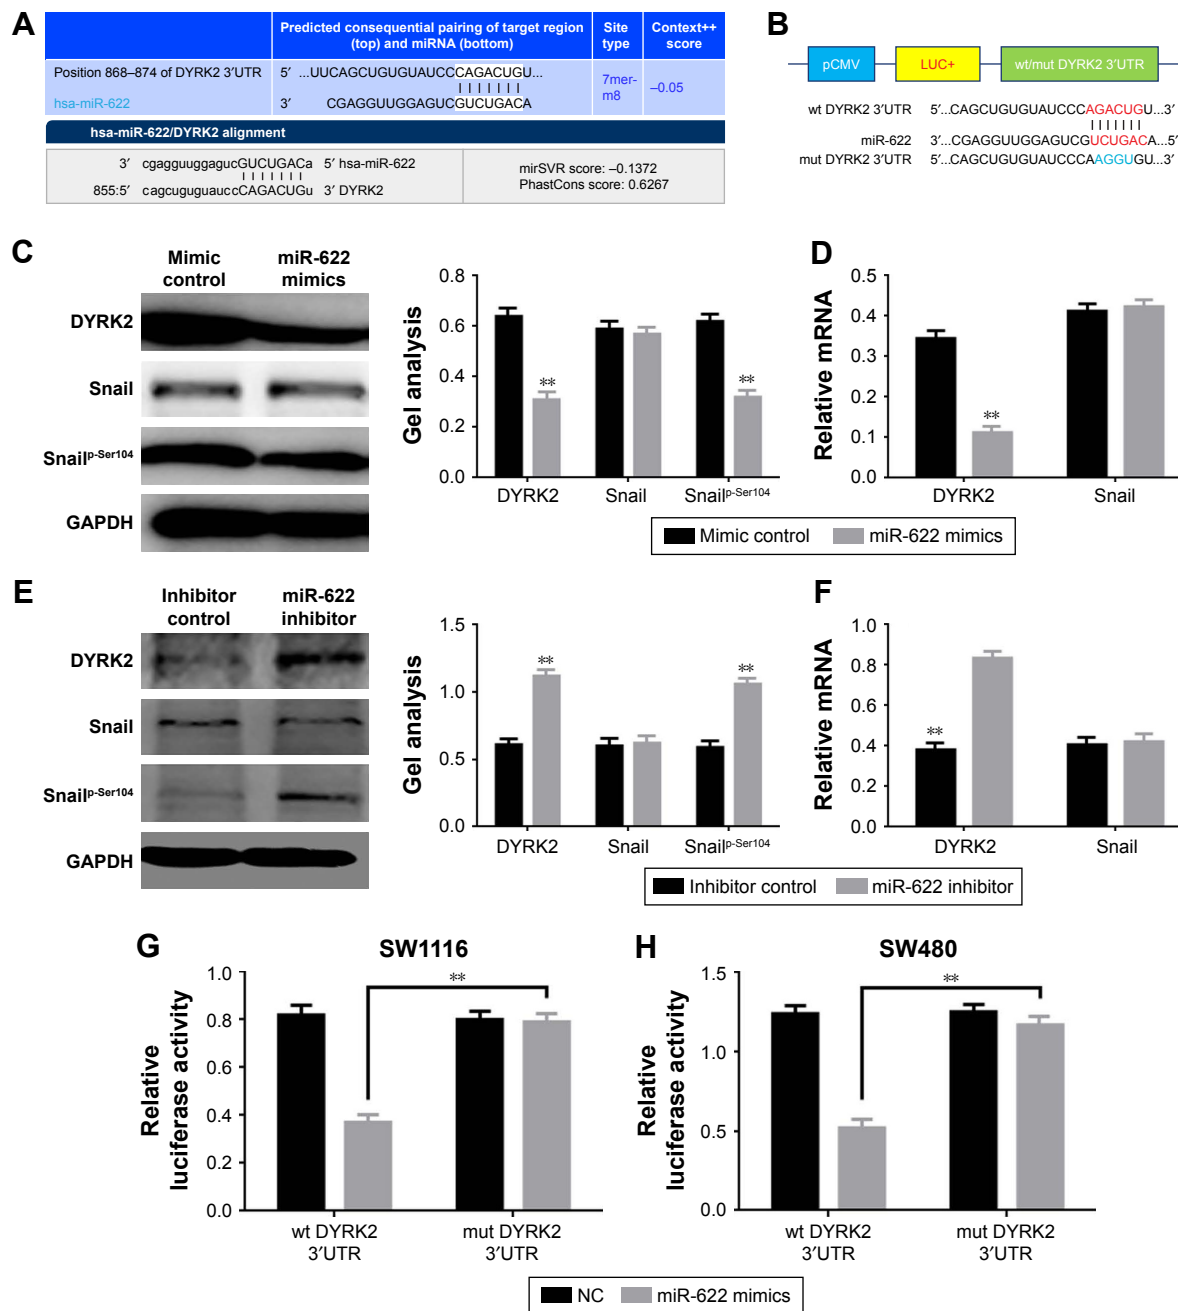 A
Predicted consequential pairing of target region
(top) and miRNA (bottom)
Site
type
Context++
score
Position 868–874 of DYRK2 3′UTR
5′ ...UUCAGCUGUGUAUCCCAGACUGU...
hsa-miR-622
3′ CGAGGUUGGAGUCGUCUGACA
7mer-
m8
–0.05
hsa-miR-622/DYRK2 alignment
3′ cgagguuggagucGUCUGACa 5′ hsa-miR-622
855:5′ cagcuguguauccCAGACUGu 3′ DYRK2
mirSVR score: –0.1372
PhastCons score: 0.6267
B
pCMV
LUC+
wt/mut DYRK2 3′UTR
wt DYRK2 3′UTR 5′...CAGCUGUGUAUCCCAGACUGU...3′
miR-622 3′...CGAGGUUGGAGUCGUCUGACA...5′
mut DYRK2 3′UTR 5′...CAGCUGUGUAUCCCAAGGUGU...3′
C
Mimic
control
miR-622
mimics
DYRK2
Snail
Snailp-Ser104
GAPDH
Gel analysis
0.8
0.6
0.4
0.2
0.0
**
**
DYRK2
Snail
Snailp-Ser104
D
Relative mRNA
0.5
0.4
0.3
0.2
0.1
0.0
**
DYRK2
Snail
Mimic control
miR-622 mimics
E
Inhibitor
control
miR-622
inhibitor
DYRK2
Snail
Snailp-Ser104
GAPDH
Gel analysis
1.5
1.0
0.5
0.0
**
**
DYRK2
Snail
Snailp-Ser104
F
Relative mRNA
1.0
0.8
0.6
0.4
0.2
0.0
**
DYRK2
Snail
Inhibitor control
miR-622 inhibitor
G
SW1116
Relative
luciferase activity
1.0
0.8
0.6
0.4
0.2
0.0
**
wt DYRK2
3′UTR
mut DYRK2
3′UTR
H
SW480
Relative
luciferase activity
1.5
1.0
0.5
0.0
**
wt DYRK2
3′UTR
mut DYRK2
3′UTR
NC
miR-622 mimics